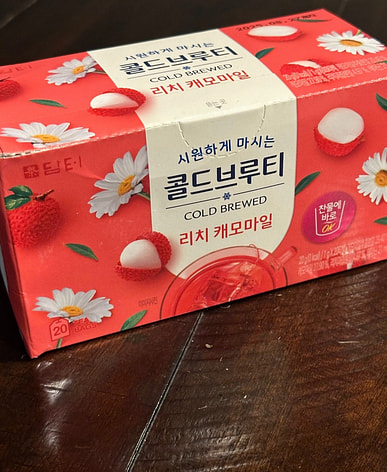 시원하게 마시는
콜드브루티
COLD BREWED
리치 캐모마일
담터
시원하게 마시는
콜드브루티
COLD BREWED
리치 캐모마일
찬물에
바로
OK
20